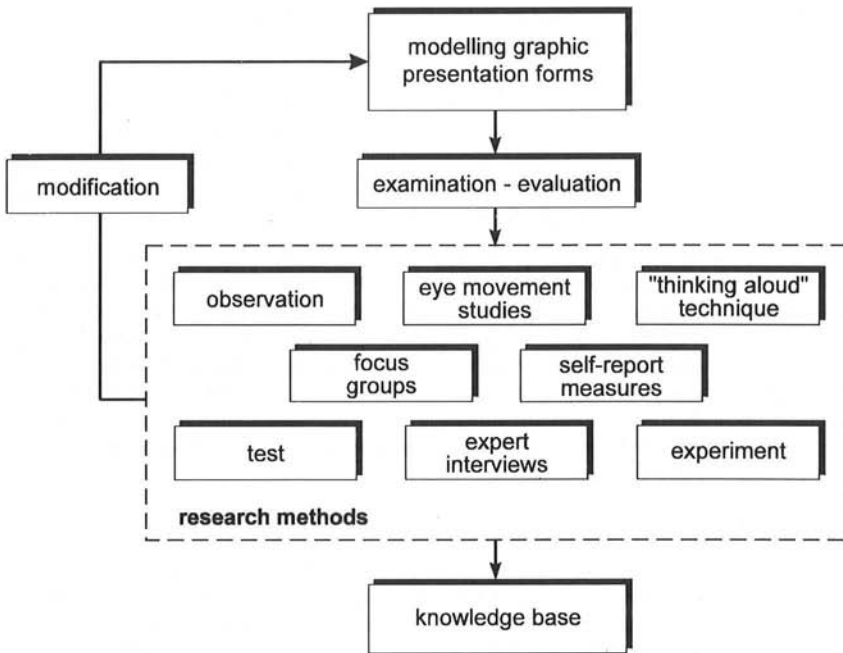 modelling graphic
presentation forms
modification
examination - evaluation
observation
eye movement
studies
"thinking aloud"
technique
focus
groups
self-report
measures
test
expert
interviews
experiment
research methods
knowledge base